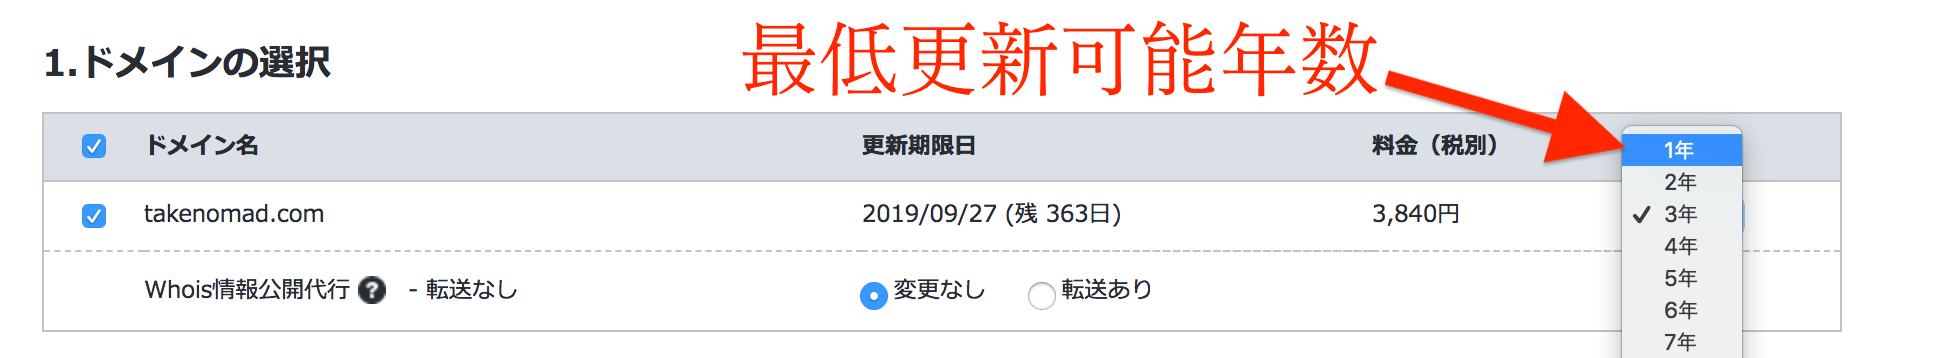 最低更新可能年数
1.ドメインの選択
ドメイン名 更新期限日 料金（税別）
takenomad.com 2019/09/27 (残 363日) 3,840円
Whois情報公開代行 ? - 転送なし 変更なし 転送あり
1年
2年
✓ 3年
4年
5年
6年
7年